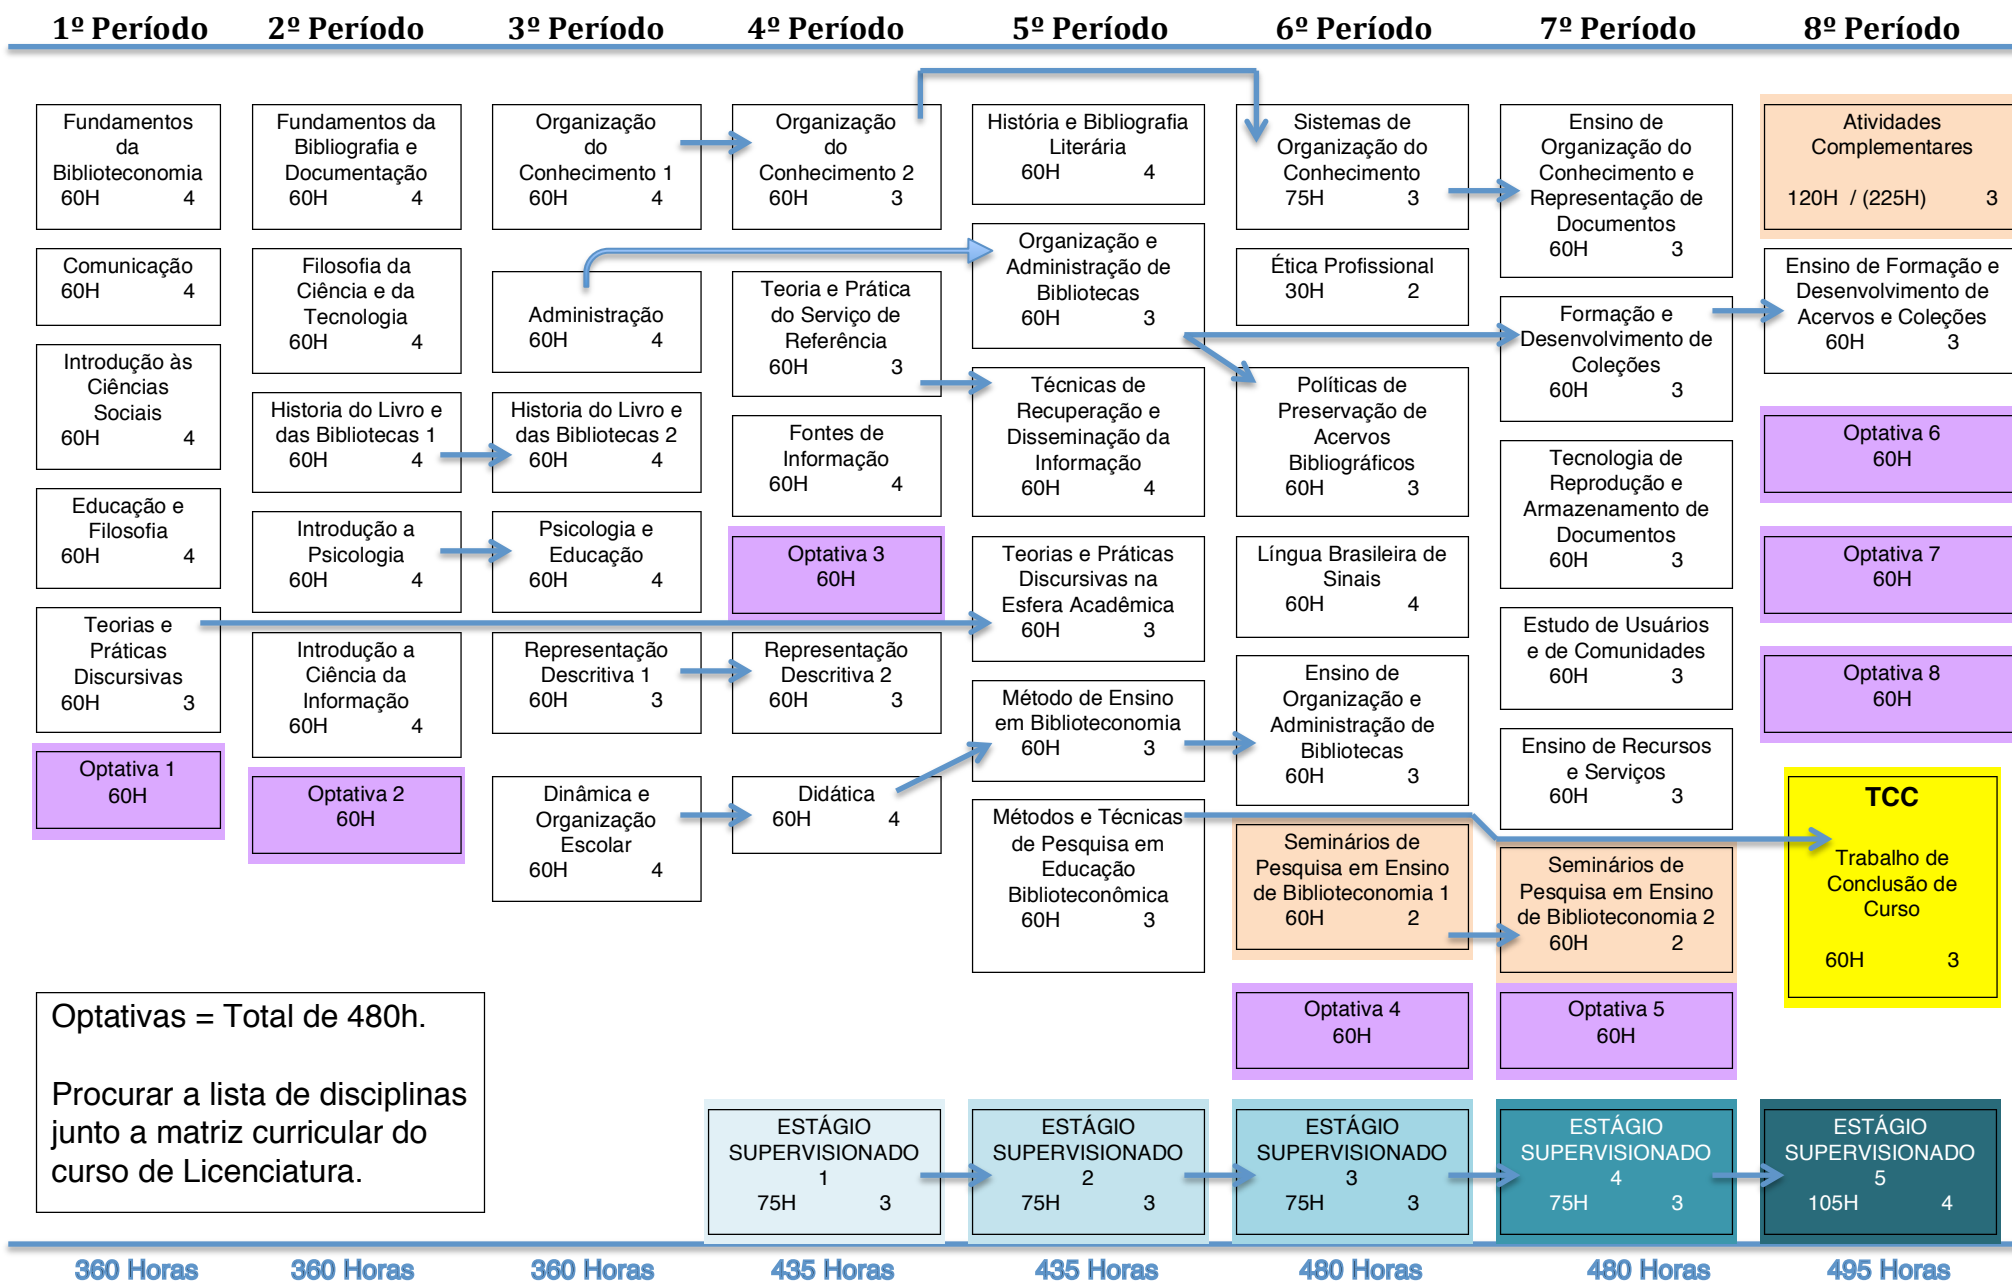 1º Período
2º Período
3º Período
4º Período
5º Período
6º Período
7º Período
8º Período
Fundamentos
da
Biblioteconomia
60H 4
Comunicação
60H 4
Introdução às
Ciências
Sociais
60H 4
Educação e
Filosofia
60H 4
Teorias e
Práticas
Discursivas
60H 3
Optativa 1
60H
Fundamentos da
Bibliografia e
Documentação
60H 4
Filosofia da
Ciência e da
Tecnologia
60H 4
Historia do Livro e
das Bibliotecas 1
60H 4
Introdução a
Psicologia
60H 4
Introdução a
Ciência da
Informação
60H 4
Optativa 2
60H
Organização
do
Conhecimento 1
60H 4
Administração
60H 4
Historia do Livro e
das Bibliotecas 2
60H 4
Psicologia e
Educação
60H 4
Representação
Descritiva 1
60H 3
Dinâmica e
Organização
Escolar
60H 4
Organização
do
Conhecimento 2
60H 3
Teoria e Prática
do Serviço de
Referência
60H 3
Fontes de
Informação
60H 4
Optativa 3
60H
Representação
Descritiva 2
60H 3
Didática
60H 4
ESTÁGIO
SUPERVISIONADO
1
75H 3
História e Bibliografia
Literária
60H 4
Organização e
Administração de
Bibliotecas
60H 3
Técnicas de
Recuperação e
Disseminação da
Informação
60H 4
Teorias e Práticas
Discursivas na
Esfera Acadêmica
60H 3
Método de Ensino
em Biblioteconomia
60H 3
Métodos e Técnicas
de Pesquisa em
Educação
Biblioteconômica
60H 3
ESTÁGIO
SUPERVISIONADO
2
75H 3
Sistemas de
Organização do
Conhecimento
75H 3
Ética Profissional
30H 2
Políticas de
Preservação de
Acervos
Bibliográficos
60H 3
Língua Brasileira de
Sinais
60H 4
Ensino de
Organização e
Administração de
Bibliotecas
60H 3
Seminários de
Pesquisa em Ensino
de Biblioteconomia 1
60H 2
Optativa 4
60H
ESTÁGIO
SUPERVISIONADO
3
75H 3
Ensino de
Organização do
Conhecimento e
Representação de
Documentos
60H 3
Formação e
Desenvolvimento de
Coleções
60H 3
Tecnologia de
Reprodução e
Armazenamento de
Documentos
60H 3
Estudo de Usuários
e de Comunidades
60H 3
Ensino de Recursos
e Serviços
60H 3
Seminários de
Pesquisa em Ensino
de Biblioteconomia 2
60H 2
Optativa 5
60H
ESTÁGIO
SUPERVISIONADO
4
75H 3
Atividades
Complementares
120H / (225H) 3
Ensino de Formação e
Desenvolvimento de
Acervos e Coleções
60H 3
Optativa 6
60H
Optativa 7
60H
Optativa 8
60H
TCC
Trabalho de
Conclusão de
Curso
60H 3
ESTÁGIO
SUPERVISIONADO
5
105H 4
Optativas = Total de 480h.
Procurar a lista de disciplinas
junto a matriz curricular do
curso de Licenciatura.
360 Horas
360 Horas
360 Horas
435 Horas
435 Horas
480 Horas
480 Horas
495 Horas